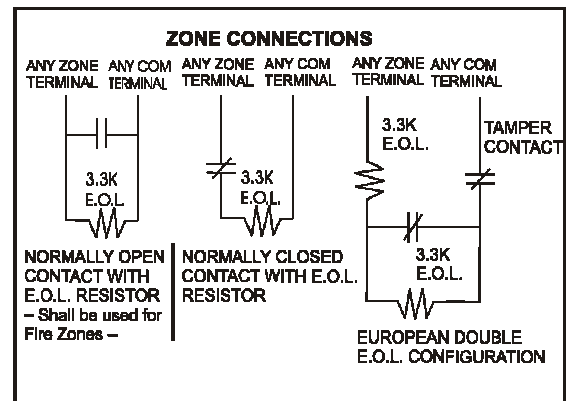 ZONE CONNECTIONS
ANY ZONE TERMINAL
ANY COM TERMINAL
ANY ZONE TERMINAL
ANY COM TERMINAL
ANY ZONE TERMINAL
ANY COM TERMINAL
3.3K
E.O.L.
NORMALLY OPEN
CONTACT WITH
E.O.L. RESISTOR
– Shall be used for
Fire Zones –
3.3K
E.O.L.
NORMALLY CLOSED
CONTACT WITH E.O.L.
RESISTOR
3.3K
E.O.L.
TAMPER
CONTACT
3.3K
E.O.L.
EUROPEAN DOUBLE
E.O.L. CONFIGURATION